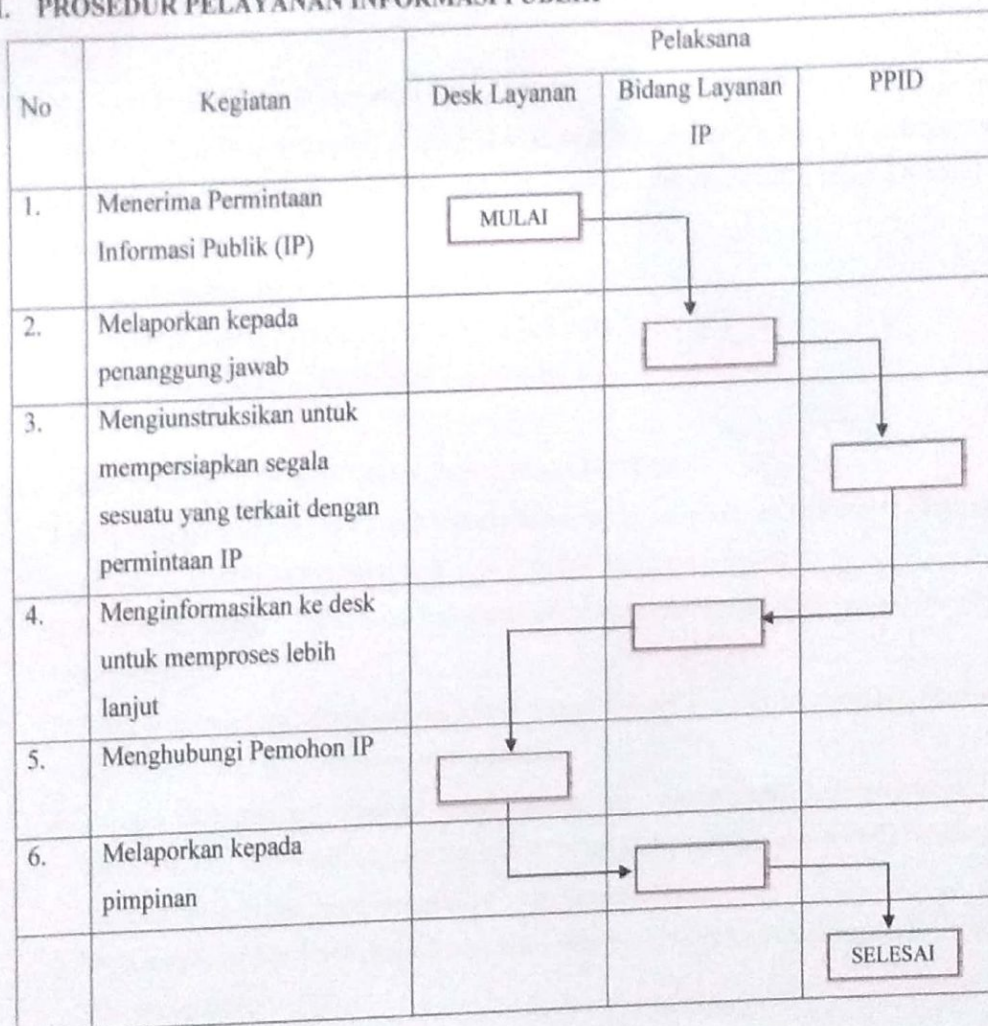 PROSEDUR PELAYANAN INFORMASI PUBLIK
Pelaksana
No
Kegiatan
Desk Layanan
Bidang Layanan
IP
PPID
1.
Menerima Permintaan
Informasi Publik (IP)
MULAI
2.
Melaporkan kepada
penanggung jawab
3.
Mengiunstruksikan untuk
mempersiapkan segala
sesuatu yang terkait dengan
permintaan IP
4.
Menginformasikan ke desk
untuk memproses lebih
lanjut
5.
Menghubungi Pemohon IP
6.
Melaporkan kepada
pimpinan
SELESAI